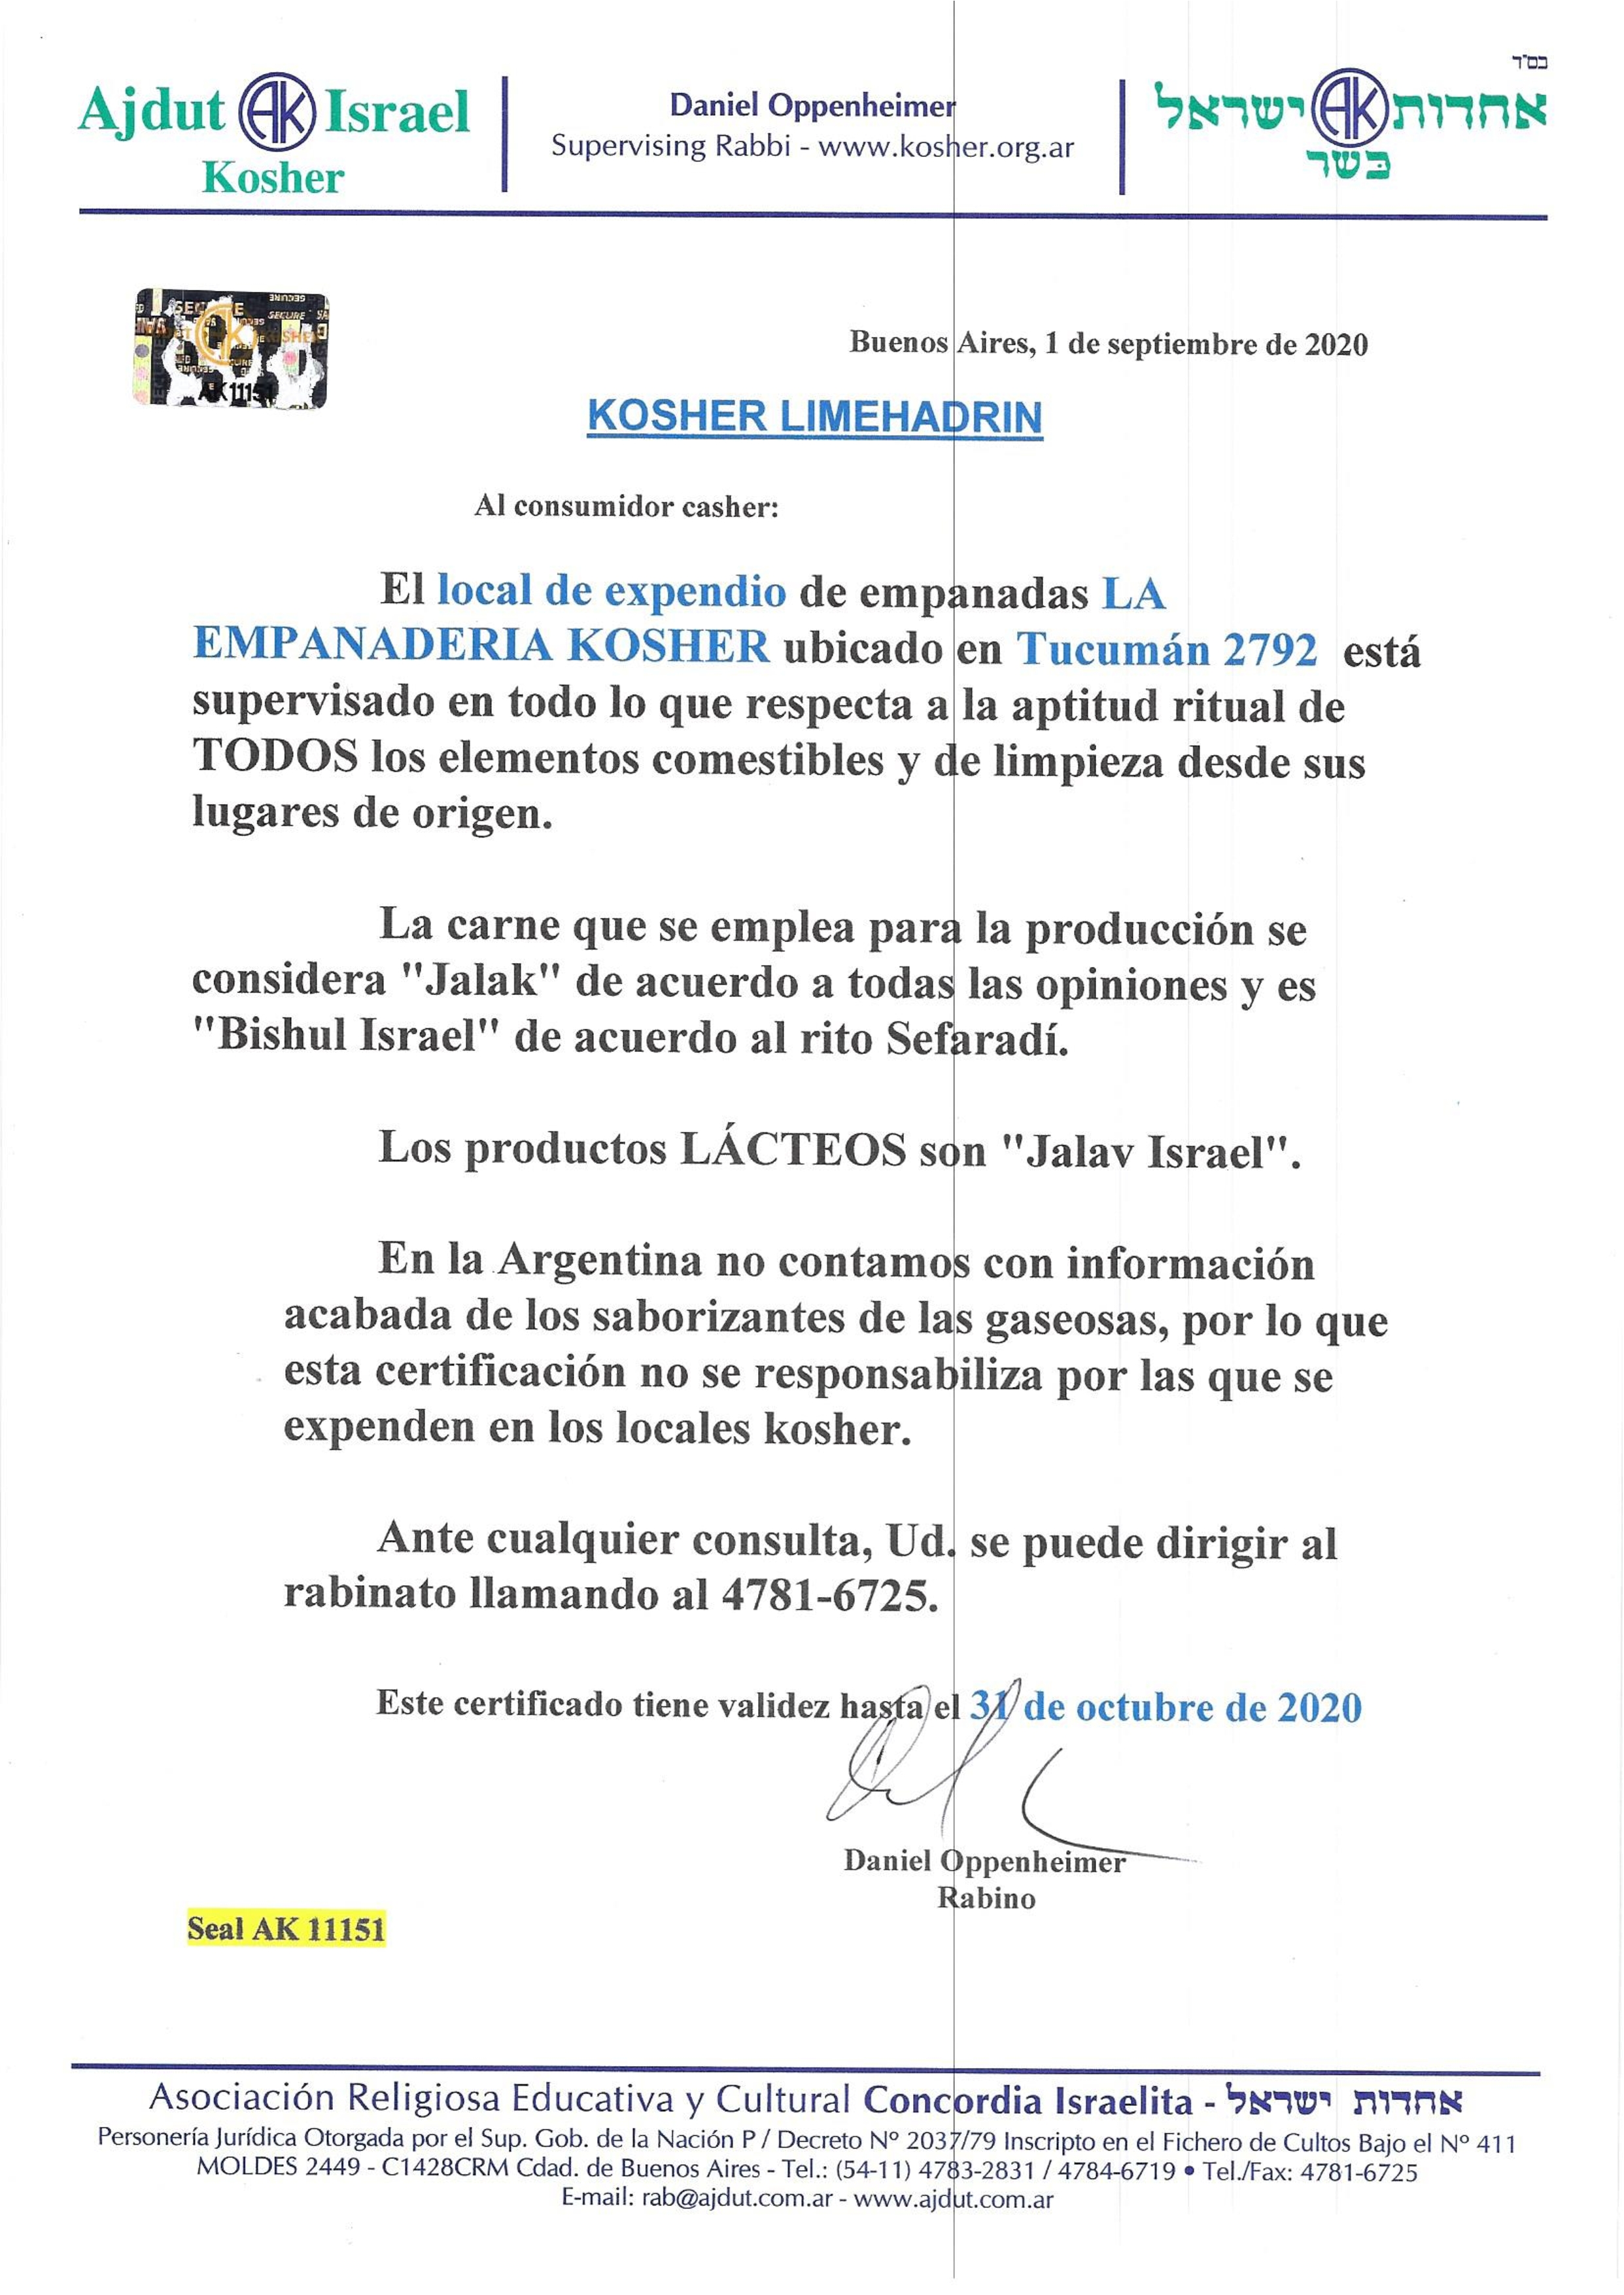 בס"ד
Ajdut AK Israel
Kosher
Daniel Oppenheimer
Supervising Rabbi - www.kosher.org.ar
אחדות AK ישראל
כשר
SECURE
GENUINE
SECURE
KOSHER
AK 11151
Buenos Aires, 1 de septiembre de 2020
KOSHER LIMEHADRIN
Al consumidor casher:
El local de expendio de empanadas LA
EMPANADERIA KOSHER ubicado en Tucumán 2792 está
supervisado en todo lo que respecta a la aptitud ritual de
TODOS los elementos comestibles y de limpieza desde sus
lugares de origen.
La carne que se emplea para la producción se
considera "Jalak" de acuerdo a todas las opiniones y es
"Bishul Israel" de acuerdo al rito Sefaradí.
Los productos LÁCTEOS son "Jalav Israel".
En la Argentina no contamos con información
acabada de los saborizantes de las gaseosas, por lo que
esta certificación no se responsabiliza por las que se
expenden en los locales kosher.
Ante cualquier consulta, Ud. se puede dirigir al
rabinato llamando al 4781-6725.
Este certificado tiene validez hasta el 31 de octubre de 2020
Daniel Oppenheimer
Rabino
Seal AK 11151
Asociación Religiosa Educativa y Cultural Concordia Israelita - אחדות ישראל
Personería Jurídica Otorgada por el Sup. Gob. de la Nación P / Decreto Nº 2037/79 Inscripto en el Fichero de Cultos Bajo el Nº 411
MOLDES 2449 - C1428CRM Cdad. de Buenos Aires - Tel.: (54-11) 4783-2831 / 4784-6719 • Tel./Fax: 4781-6725
E-mail: rab@ajdut.com.ar - www.ajdut.com.ar